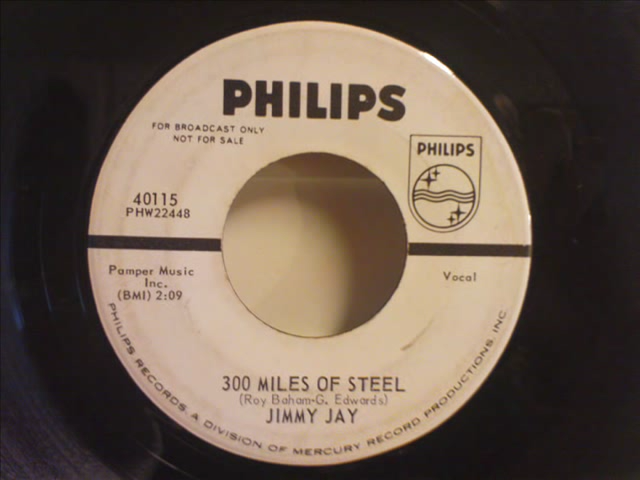 PHILIPS
FOR BROADCAST ONLY
NOT FOR SALE
PHILIPS
40115
PHW22448
Pamper Music
Inc.
(BMI) 2:09
Vocal
300 MILES OF STEEL
(Roy Baham-G. Edwards)
JIMMY JAY
PHILIPS RECORDS, A DIVISION OF MERCURY RECORD PRODUCTIONS, INC.